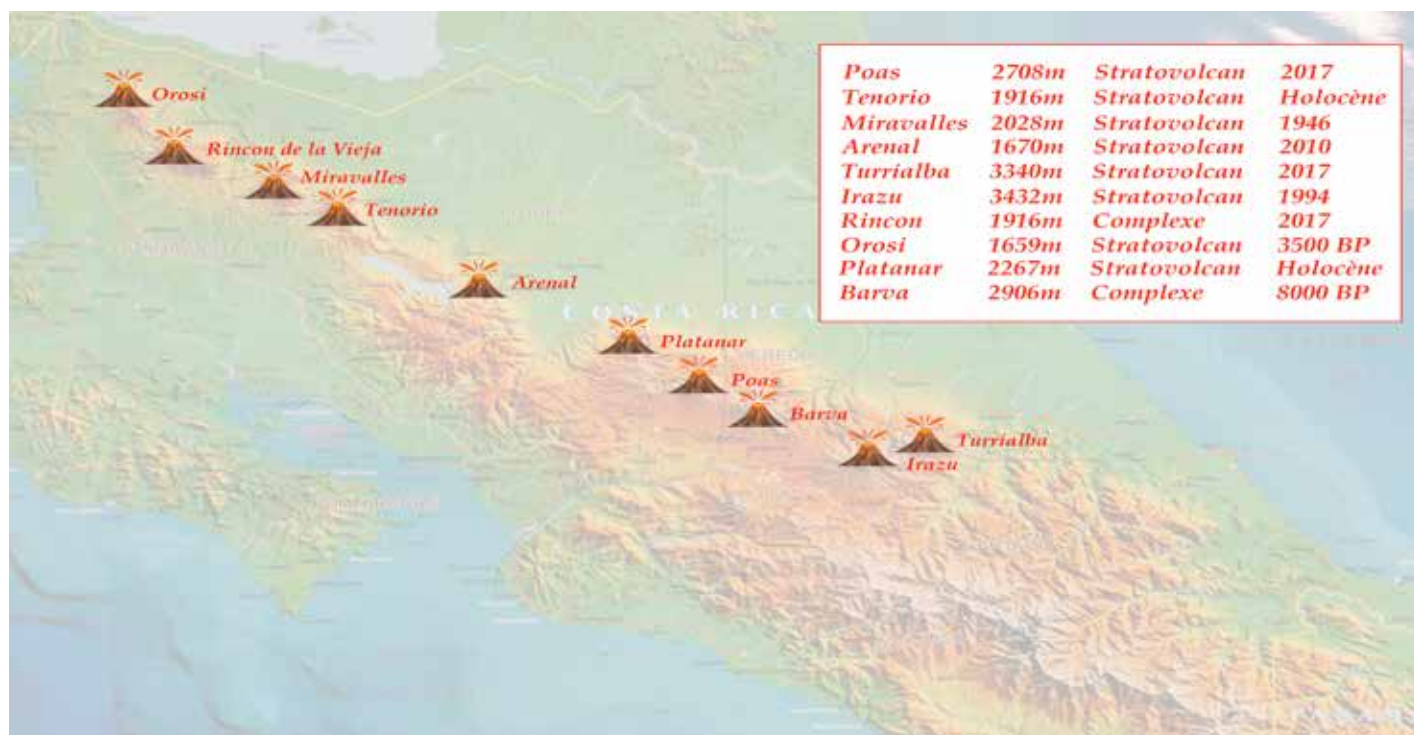 Poas 2708m Stratovolcan 2017
Tenorio 1916m Stratovolcan Holocène
Miravalles 2028m Stratovolcan 1946
Arenal 1670m Stratovolcan 2010
Turrialba 3340m Stratovolcan 2017
Irazu 3432m Stratovolcan 1994
Rincon 1916m Complexe 2017
Orosi 1659m Stratovolcan 3500 BP
Platanar 2267m Stratovolcan Holocène
Barva 2906m Complexe 8000 BP
Orosi
Rincon de la Vieja
Miravalles
Tenorio
Arenal
COSTA RICA
Platanar
Poas
Barva
Turrialba
Irazu